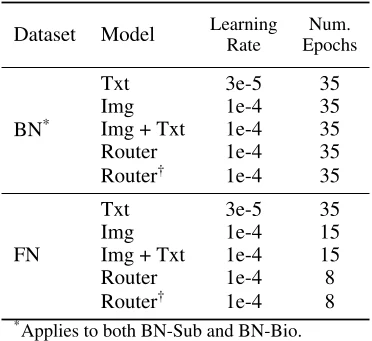 Dataset Model Learning Rate Num. Epochs
BN*
Txt 3e-5 35
Img 1e-4 35
Img + Txt 1e-4 35
Router 1e-4 35
Router† 1e-4 35
FN
Txt 3e-5 35
Img 1e-4 15
Img + Txt 1e-4 15
Router 1e-4 8
Router† 1e-4 8
*Applies to both BN-Sub and BN-Bio.